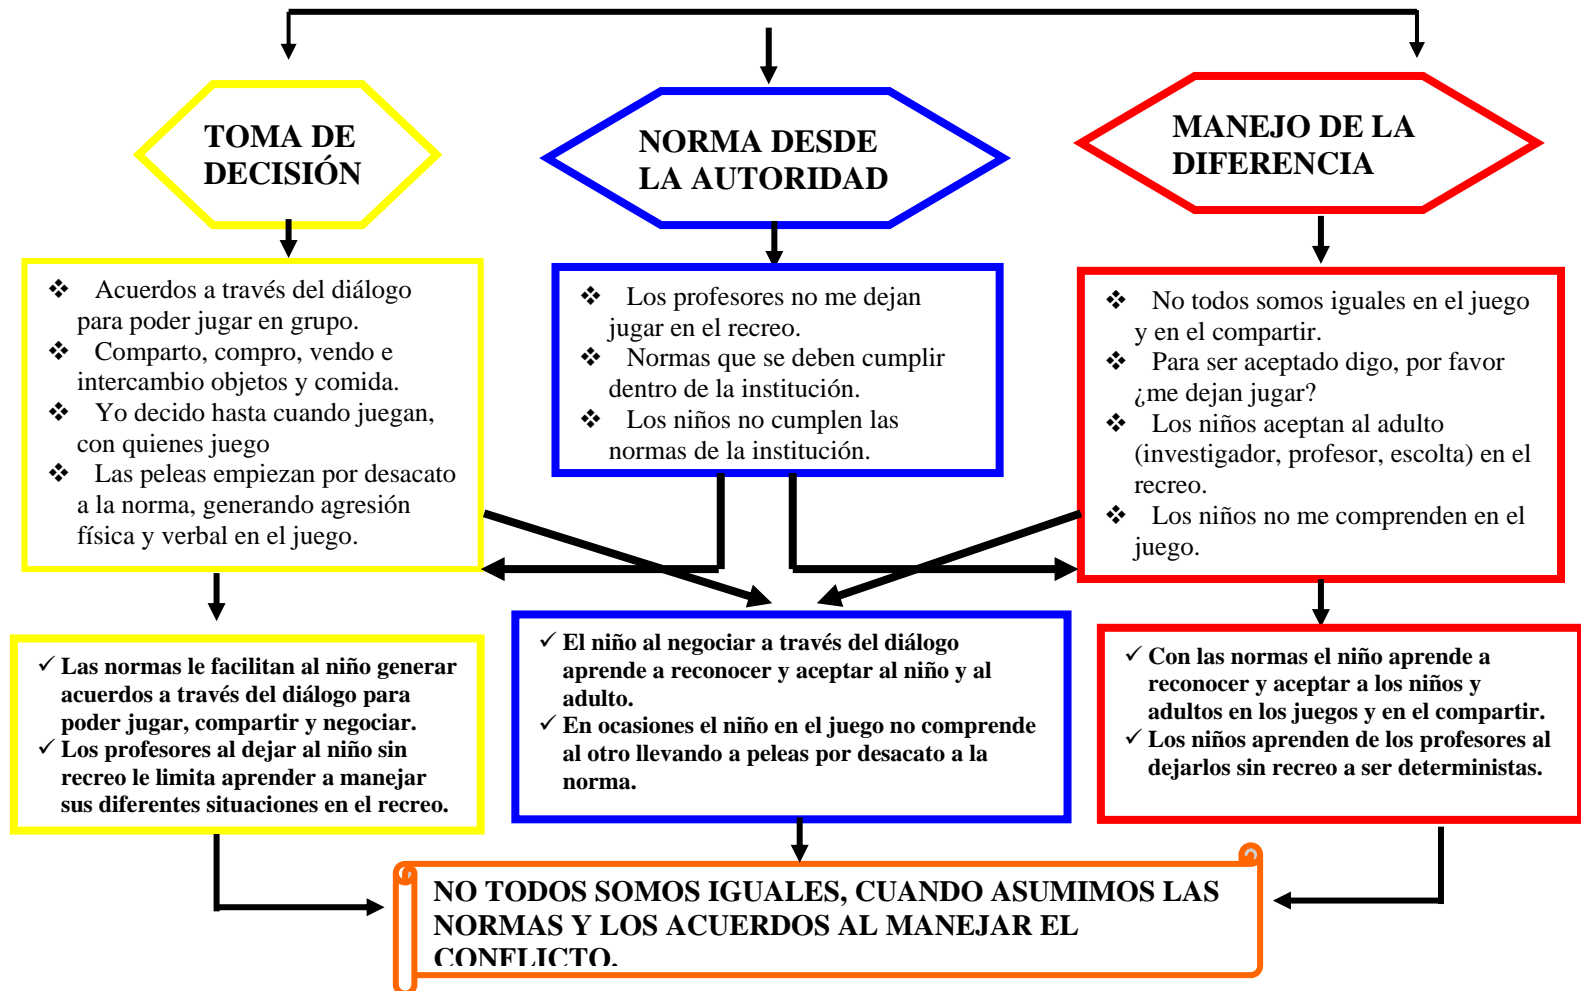 TOMA DE
DECISIÓN
NORMA DESDE
LA AUTORIDAD
MANEJO DE LA
DIFERENCIA
❖ Acuerdos a través del diálogo
para poder jugar en grupo.
❖ Comparto, compro, vendo e
intercambio objetos y comida.
❖ Yo decido hasta cuando juegan,
con quienes juego
❖ Las peleas empiezan por desacato
a la norma, generando agresión
física y verbal en el juego.
❖ Los profesores no me dejan
jugar en el recreo.
❖ Normas que se deben cumplir
dentro de la institución.
❖ Los niños no cumplen las
normas de la institución.
❖ No todos somos iguales en el juego
y en el compartir.
❖ Para ser aceptado digo, por favor
¿me dejan jugar?
❖ Los niños aceptan al adulto
(investigador, profesor, escolta) en el
recreo.
❖ Los niños no me comprenden en el
juego.
✓ Las normas le facilitan al niño generar
acuerdos a través del diálogo para
poder jugar, compartir y negociar.
✓ Los profesores al dejar al niño sin
recreo le limita aprender a manejar
sus diferentes situaciones en el recreo.
✓ El niño al negociar a través del diálogo
aprende a reconocer y aceptar al niño y al
adulto.
✓ En ocasiones el niño en el juego no comprende
al otro llevando a peleas por desacato a la
norma.
✓ Con las normas el niño aprende a
reconocer y aceptar a los niños y
adultos en los juegos y en el compartir.
✓ Los niños aprenden de los profesores al
dejarlos sin recreo a ser deterministas.
NO TODOS SOMOS IGUALES, CUANDO ASUMIMOS LAS
NORMAS Y LOS ACUERDOS AL MANEJAR EL
CONFLICTO.